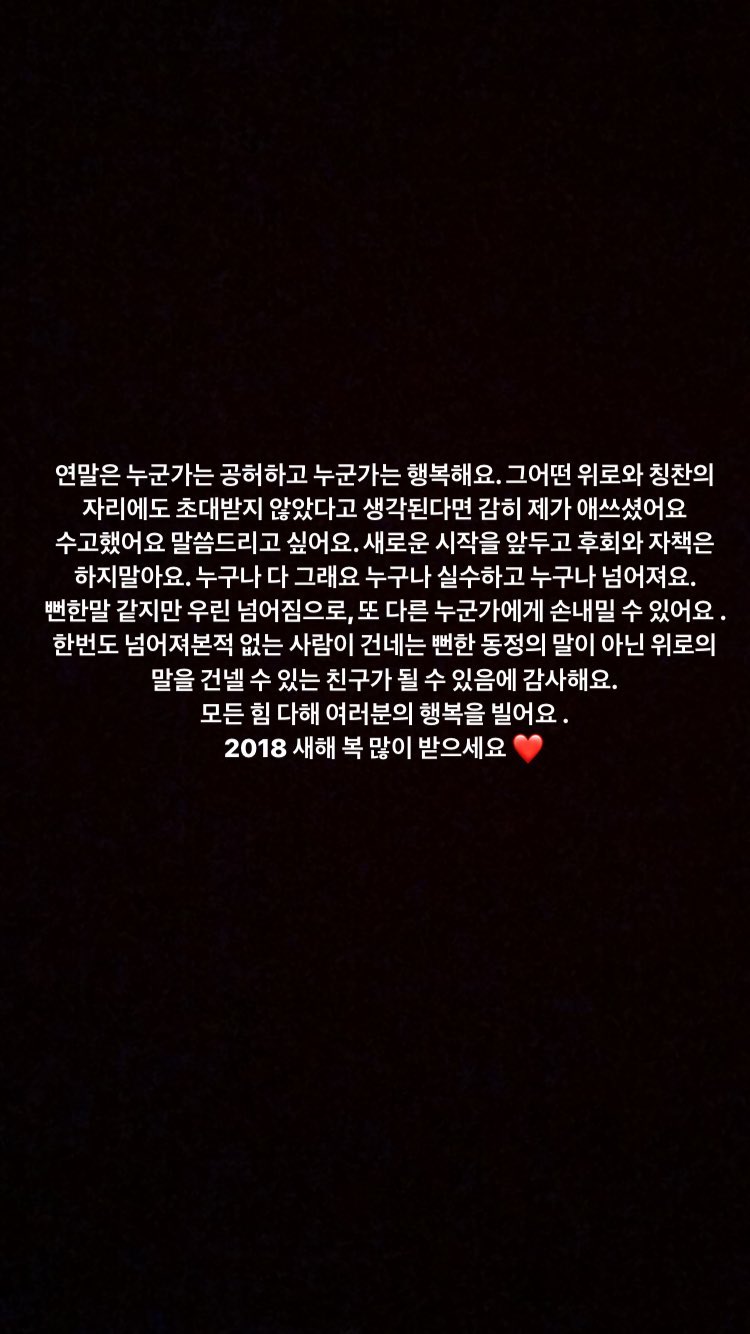 연말은 누군가는 공허하고 누군가는 행복해요. 그어떤 위로와 칭찬의
자리에도 초대받지 않았다고 생각된다면 감히 제가 애쓰셨어요
수고했어요 말씀드리고 싶어요. 새로운 시작을 앞두고 후회와 자책은
하지말아요. 누구나 다 그래요 누구나 실수하고 누구나 넘어져요.
뻔한말 같지만 우린 넘어짐으로, 또 다른 누군가에게 손내밀 수 있어요 .
한번도 넘어져본적 없는 사람이 건네는 뻔한 동정의 말이 아닌 위로의
말을 건넬 수 있는 친구가 될 수 있음에 감사해요.
모든 힘 다해 여러분의 행복을 빌어요 .
2018 새해 복 많이 받으세요 ❤️